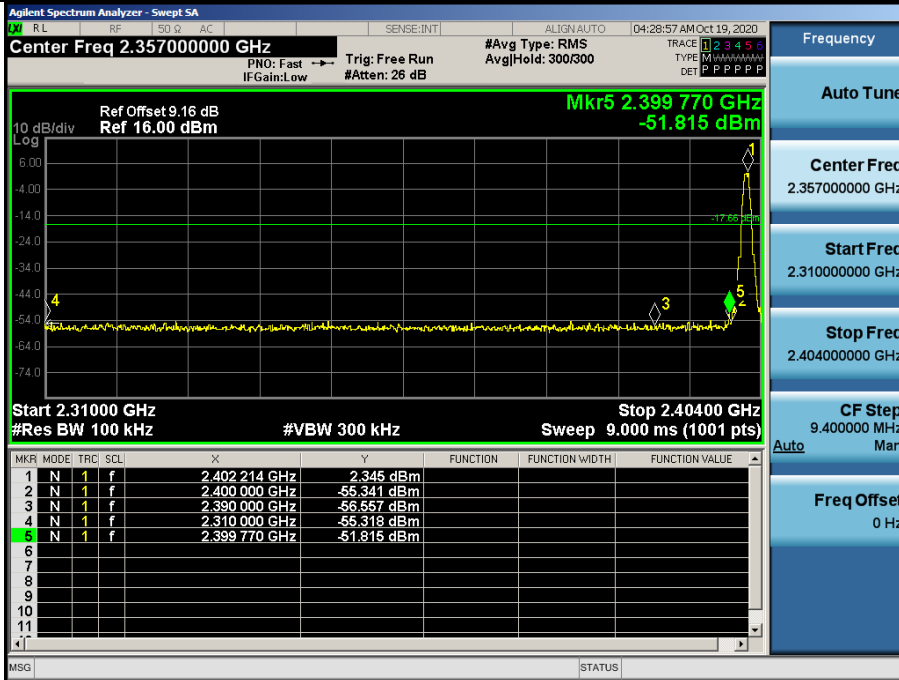 Agilent Spectrum Analyzer - Swept SA
LXI RL RF 50 Ω AC SENSE:INT ALIGNAUTO 04:28:57 AM Oct 19, 2020
Center Freq 2.357000000 GHz
#Avg Type: RMS
TRACE 1 2 3 4 5 6
PNO: Fast Trig: Free Run Avg|Hold: 300/300
TYPE M W W W W W
IFGain:Low #Atten: 26 dB
DET P P P P P P
Frequency
Mkr5 2.399 770 GHz
-51.815 dBm
Ref Offset 9.16 dB
10 dB/div Ref 16.00 dBm
Log
6.00
-4.00
-14.0
-24.0
-34.0
-44.0
-54.0
-64.0
-74.0
-17.66 dBm
1
4
3
5
2
Start 2.31000 GHz Stop 2.40400 GHz
#Res BW 100 kHz #VBW 300 kHz Sweep 9.000 ms (1001 pts)
MKR MODE TRC SCL X Y FUNCTION FUNCTION WIDTH FUNCTION VALUE
1 N 1 f 2.402 214 GHz 2.345 dBm
2 N 1 f 2.400 000 GHz -55.341 dBm
3 N 1 f 2.390 000 GHz -56.557 dBm
4 N 1 f 2.310 000 GHz -55.318 dBm
5 N 1 f 2.399 770 GHz -51.815 dBm
6
7
8
9
10
11
MSG STATUS
Auto Tune
Center Freq
2.357000000 GHz
Start Freq
2.310000000 GHz
Stop Freq
2.404000000 GHz
CF Step
9.400000 MHz
Auto Man
Freq Offset
0 Hz